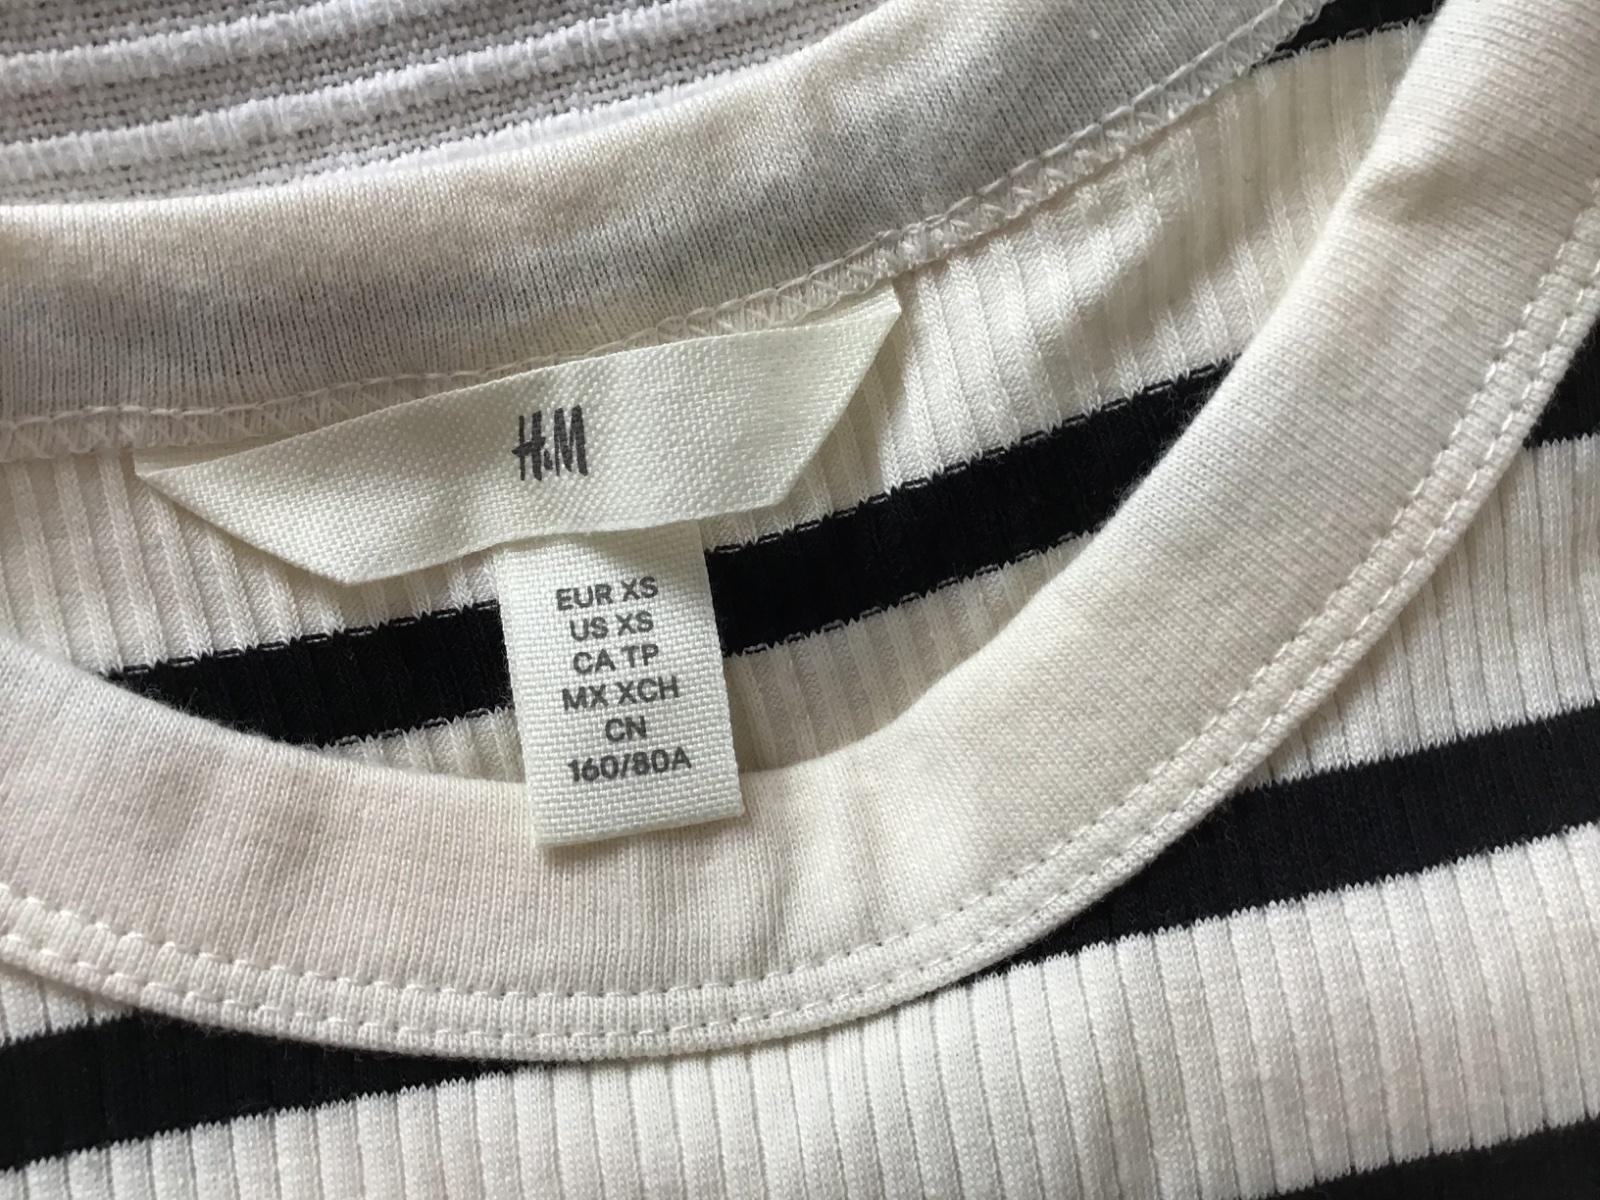 H&M
EUR XS
US XS
CA TP
MX XCH
CN
160/80A